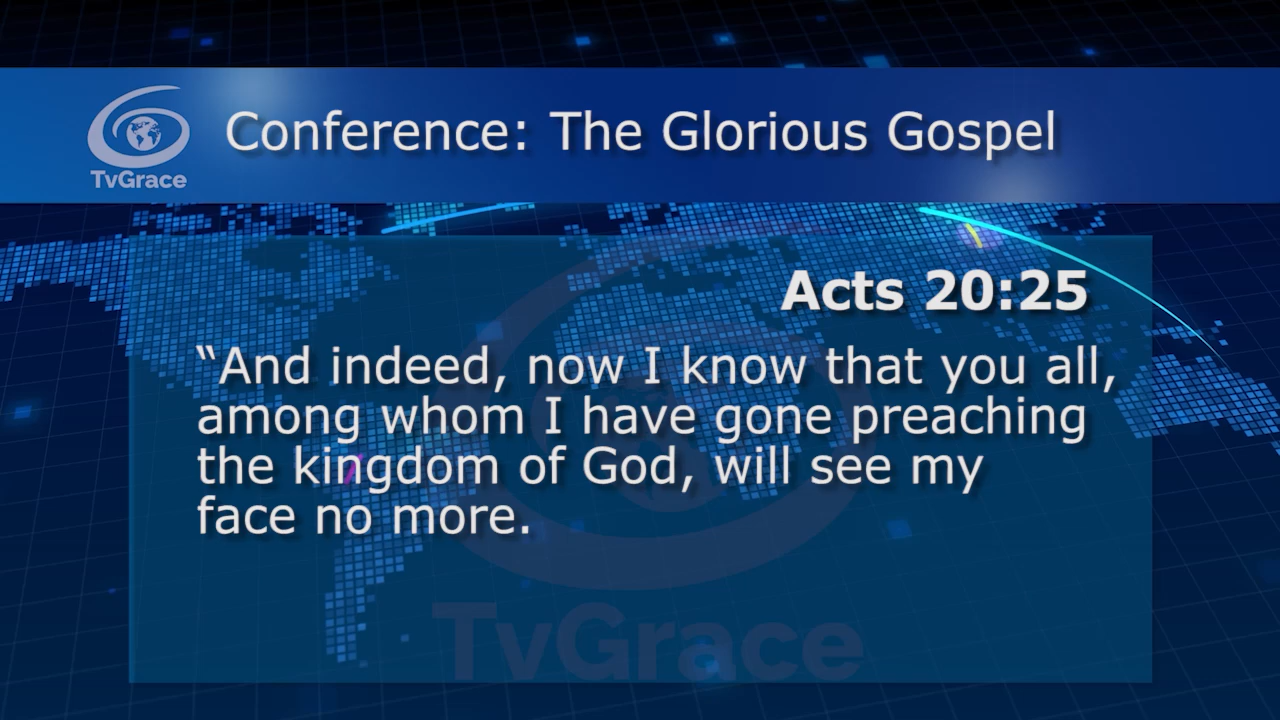 Conference: The Glorious Gospel
TvGrace
Acts 20:25
“And indeed, now I know that you all,
among whom I have gone preaching
the kingdom of God, will see my
face no more.
TvGrace